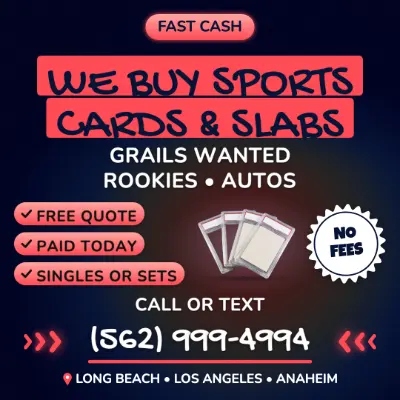 FAST CASH
WE BUY SPORTS
CARDS & SLABS
GRAILS WANTED
ROOKIES • AUTOS
FREE QUOTE
PAID TODAY
SINGLES OR SETS
NO
FEES
CALL OR TEXT
(562) 999-4994
LONG BEACH • LOS ANGELES • ANAHEIM